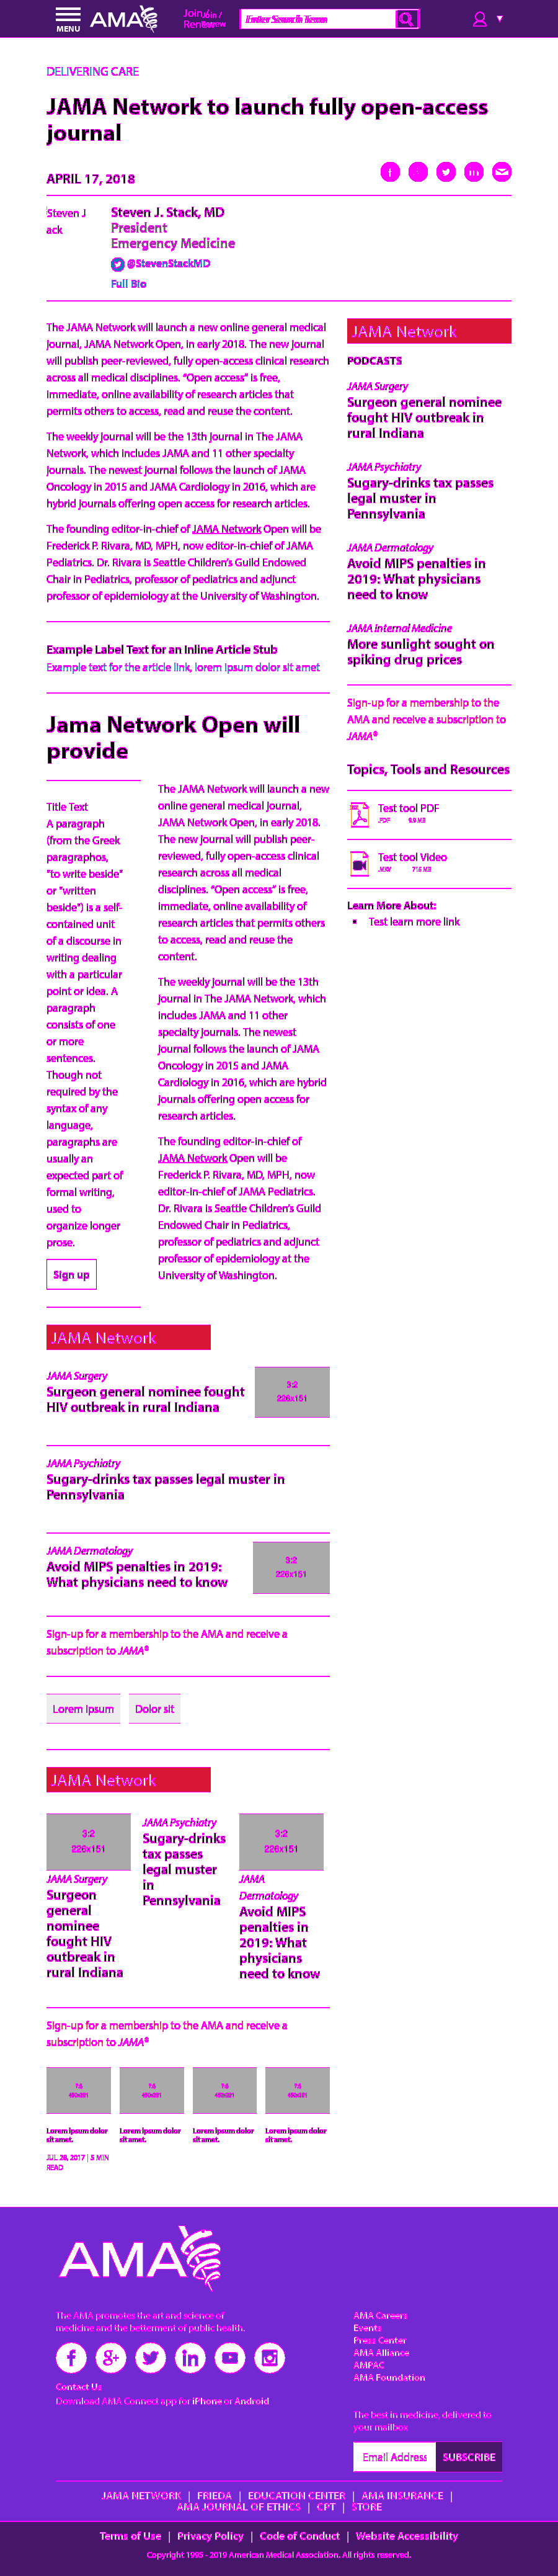 MENU
AMA
Join /
Renew
Enter Search Term
DELIVERING CARE
JAMA Network to launch fully open-access
journal
APRIL 17, 2018
Steven J
ack
Steven J. Stack, MD
President
Emergency Medicine
@StevenStackMD
Full Bio
The JAMA Network will launch a new online general medical
journal, JAMA Network Open, in early 2018. The new journal
will publish peer-reviewed, fully open-access clinical research
across all medical disciplines. “Open access” is free,
immediate, online availability of research articles that
permits others to access, read and reuse the content.
The weekly journal will be the 13th journal in The JAMA
Network, which includes JAMA and 11 other specialty
journals. The newest journal follows the launch of JAMA
Oncology in 2015 and JAMA Cardiology in 2016, which are
hybrid journals offering open access for research articles.
The founding editor-in-chief of JAMA Network Open will be
Frederick P. Rivara, MD, MPH, now editor-in-chief of JAMA
Pediatrics. Dr. Rivara is Seattle Children’s Guild Endowed
Chair in Pediatrics, professor of pediatrics and adjunct
professor of epidemiology at the University of Washington.
Example Label Text for an Inline Article Stub
Example text for the article link, lorem ipsum dolor sit amet
Jama Network Open will
provide
Title Text
A paragraph
(from the Greek
paragraphos,
"to write beside"
or "written
beside") is a self-
contained unit
of a discourse in
writing dealing
with a particular
point or idea. A
paragraph
consists of one
or more
sentences.
Though not
required by the
syntax of any
language,
paragraphs are
usually an
expected part of
formal writing,
used to
organize longer
prose.
Sign up
The JAMA Network will launch a new
online general medical journal,
JAMA Network Open, in early 2018.
The new journal will publish peer-
reviewed, fully open-access clinical
research across all medical
disciplines. “Open access” is free,
immediate, online availability of
research articles that permits others
to access, read and reuse the
content.
The weekly journal will be the 13th
journal in The JAMA Network, which
includes JAMA and 11 other
specialty journals. The newest
journal follows the launch of JAMA
Oncology in 2015 and JAMA
Cardiology in 2016, which are hybrid
journals offering open access for
research articles.
The founding editor-in-chief of
JAMA Network Open will be
Frederick P. Rivara, MD, MPH, now
editor-in-chief of JAMA Pediatrics.
Dr. Rivara is Seattle Children’s Guild
Endowed Chair in Pediatrics,
professor of pediatrics and adjunct
professor of epidemiology at the
University of Washington.
JAMA Network
JAMA Surgery
Surgeon general nominee fought
HIV outbreak in rural Indiana
3:2
226x151
JAMA Psychiatry
Sugary-drinks tax passes legal muster in
Pennsylvania
JAMA Dermatology
Avoid MIPS penalties in 2019:
What physicians need to know
3:2
226x151
Sign-up for a membership to the AMA and receive a
subscription to JAMA®
Lorem ipsum
Dolor sit
JAMA Network
3:2
226x151
JAMA Surgery
Surgeon
general
nominee
fought HIV
outbreak in
rural Indiana
JAMA Psychiatry
Sugary-drinks
tax passes
legal muster
in
Pennsylvania
3:2
226x151
JAMA
Dermatology
Avoid MIPS
penalties in
2019: What
physicians
need to know
Sign-up for a membership to the AMA and receive a
subscription to JAMA®
Lorem ipsum dolor
sit amet.
JUL 28, 2017 | 5 MIN
READ
Lorem ipsum dolor
sit amet.
Lorem ipsum dolor
sit amet.
Lorem ipsum dolor
sit amet.
JAMA Network
PODCASTS
JAMA Surgery
Surgeon general nominee
fought HIV outbreak in
rural Indiana
JAMA Psychiatry
Sugary-drinks tax passes
legal muster in
Pennsylvania
JAMA Dermatology
Avoid MIPS penalties in
2019: What physicians
need to know
JAMA Internal Medicine
More sunlight sought on
spiking drug prices
Sign-up for a membership to the
AMA and receive a subscription to
JAMA®
Topics, Tools and Resources
Test tool PDF
Test tool Video
Learn More About:
Test learn more link
AMA
The AMA promotes the art and science of
medicine and the betterment of public health.
Contact Us
Download AMA Connect app for iPhone or Android
AMA Careers
Events
Press Center
AMA Alliance
AMPAC
AMA Foundation
The best in medicine, delivered to
your mailbox
Email Address
SUBSCRIBE
JAMA NETWORK | FRIEDA | EDUCATION CENTER | AMA INSURANCE |
AMA JOURNAL OF ETHICS | CPT | STORE
Terms of Use | Privacy Policy | Code of Conduct | Website Accessibility
Copyright 1995 - 2019 American Medical Association. All rights reserved.